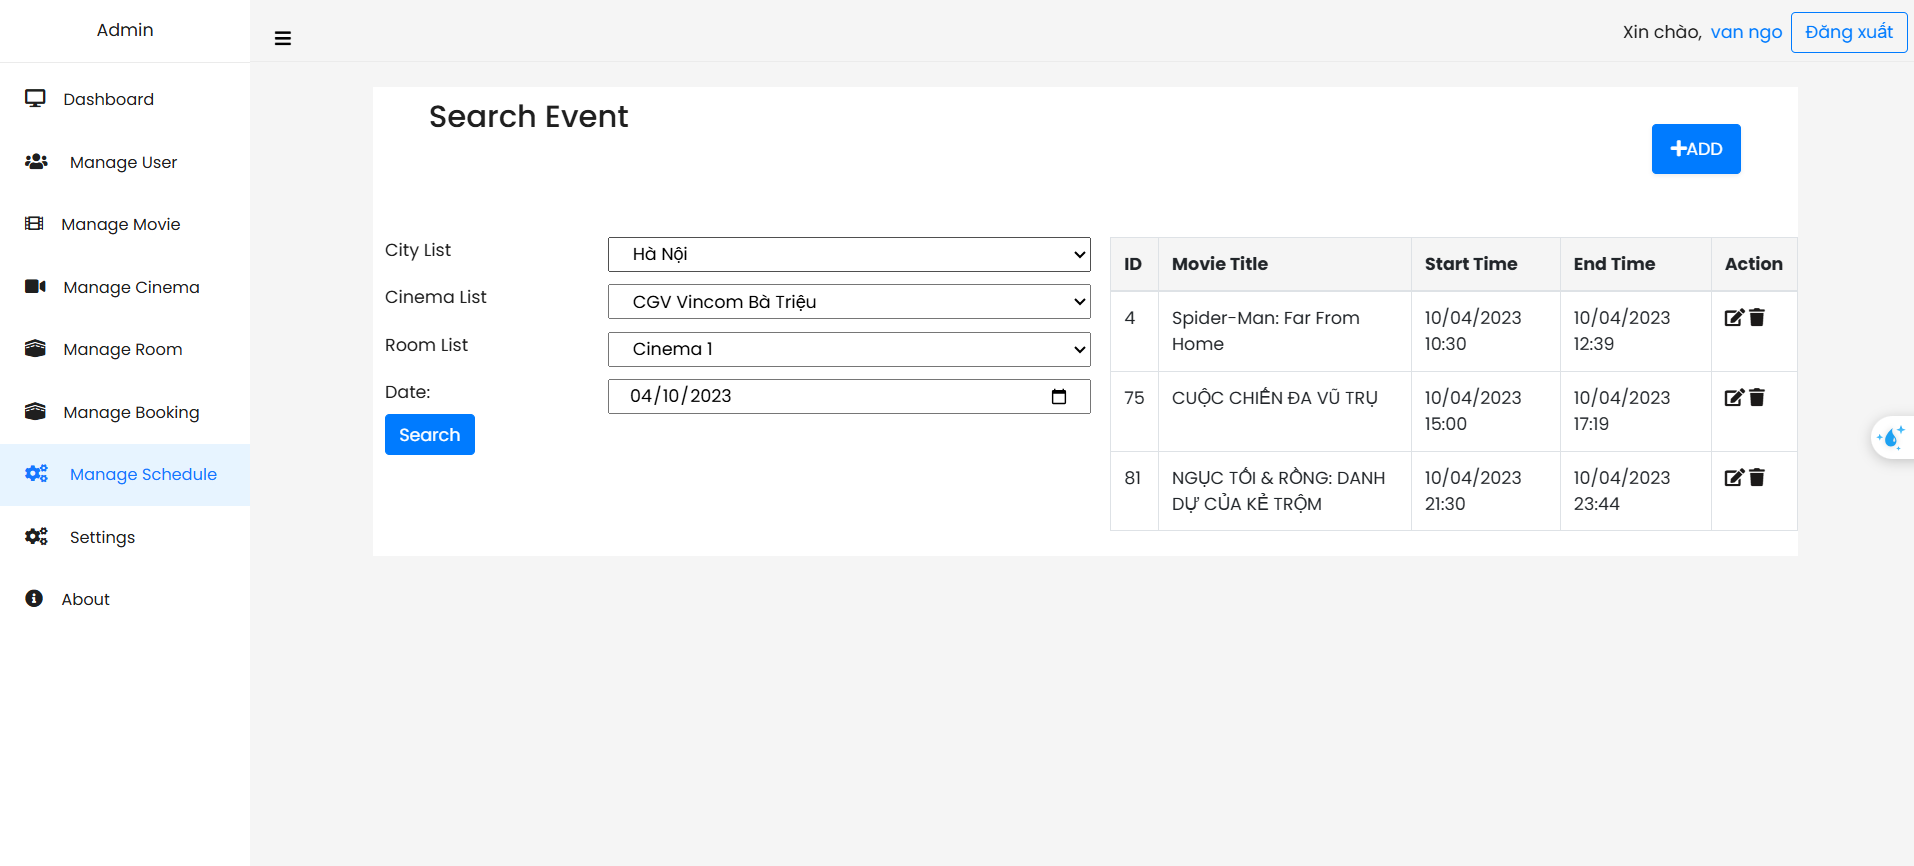 Admin
Xin chào, van ngo Đăng xuất
Dashboard
Manage User
Manage Movie
Manage Cinema
Manage Room
Manage Booking
Manage Schedule
Settings
About
Search Event
+ADD
City List Hà Nội
Cinema List CGV Vincom Bà Triệu
Room List Cinema 1
Date: 04/10/2023
Search
ID Movie Title Start Time End Time Action
4 Spider-Man: Far From Home 10/04/2023 10:30 10/04/2023 12:39
75 CUỘC CHIẾN ĐA VŨ TRỤ 10/04/2023 15:00 10/04/2023 17:19
81 NGỤC TỐI & RỒNG: DANH DỰ CỦA KẺ TRỘM 10/04/2023 21:30 10/04/2023 23:44